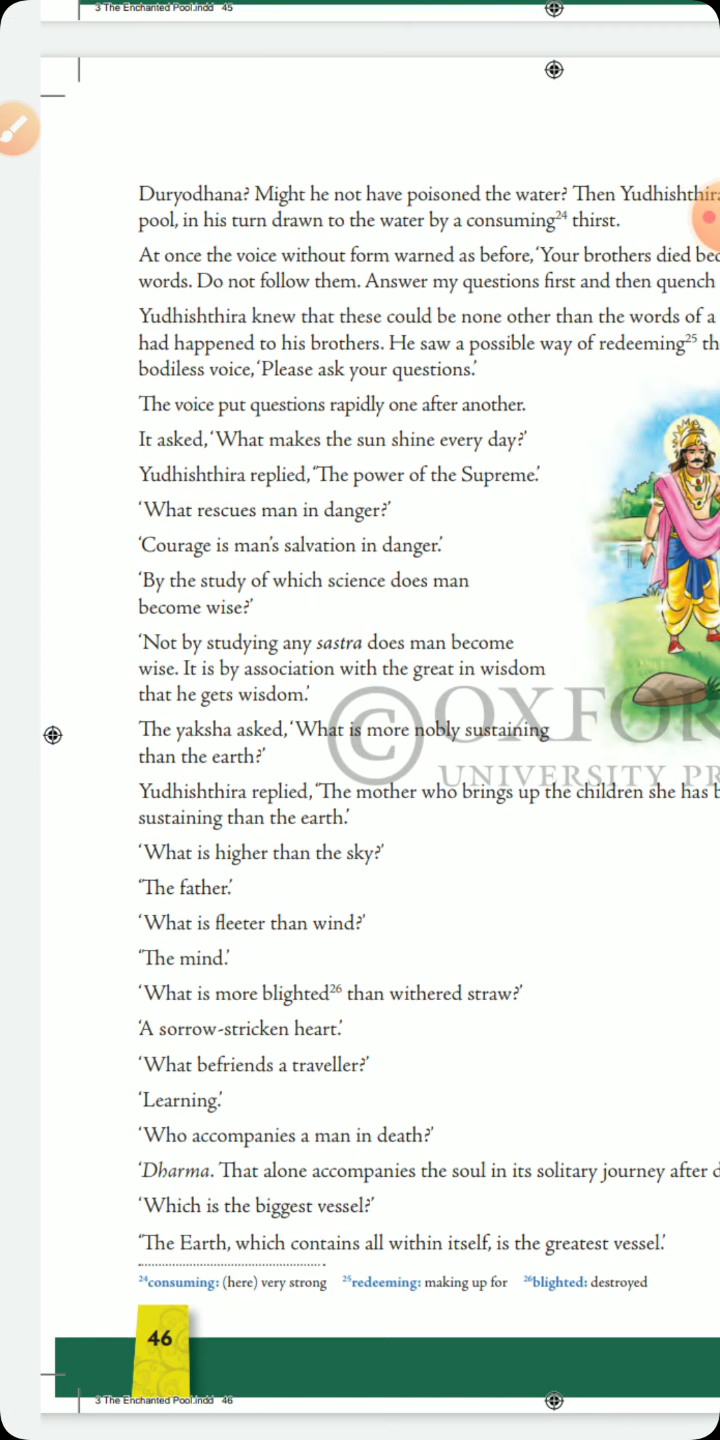 3 The Enchanted Pool.indd 45
Duryodhana? Might he not have poisoned the water? Then Yudhishthira
pool, in his turn drawn to the water by a consuming²⁴ thirst.
At once the voice without form warned as before, ‘Your brothers died
words. Do not follow them. Answer my questions first and then quench
Yudhishthira knew that these could be none other than the words of a
had happened to his brothers. He saw a possible way of redeeming²⁵
bodiless voice, ‘Please ask your questions.’
The voice put questions rapidly one after another.
It asked, ‘What makes the sun shine every day?’
Yudhishthira replied, ‘The power of the Supreme.’
‘What rescues man in danger?’
‘Courage is man’s salvation in danger.’
‘By the study of which science does man
become wise?’
‘Not by studying any sastra does man become
wise. It is by association with the great in wisdom
that he gets wisdom.’
The yaksha asked, ‘What is more nobly sustaining
than the earth?’
© OXFOR
UNIVERSITY PR
Yudhishthira replied, ‘The mother who brings up the children she has
sustaining than the earth.’
‘What is higher than the sky?’
‘The father.’
‘What is fleeter than wind?’
‘The mind.’
‘What is more blighted²⁶ than withered straw?’
‘A sorrow-stricken heart.’
‘What befriends a traveller?’
‘Learning.’
‘Who accompanies a man in death?’
‘Dharma. That alone accompanies the soul in its solitary journey after
‘Which is the biggest vessel?’
‘The Earth, which contains all within itself, is the greatest vessel.’
²⁴consuming: (here) very strong ²⁵redeeming: making up for ²⁶blighted: destroyed
46
3 The Enchanted Pool.indd 46